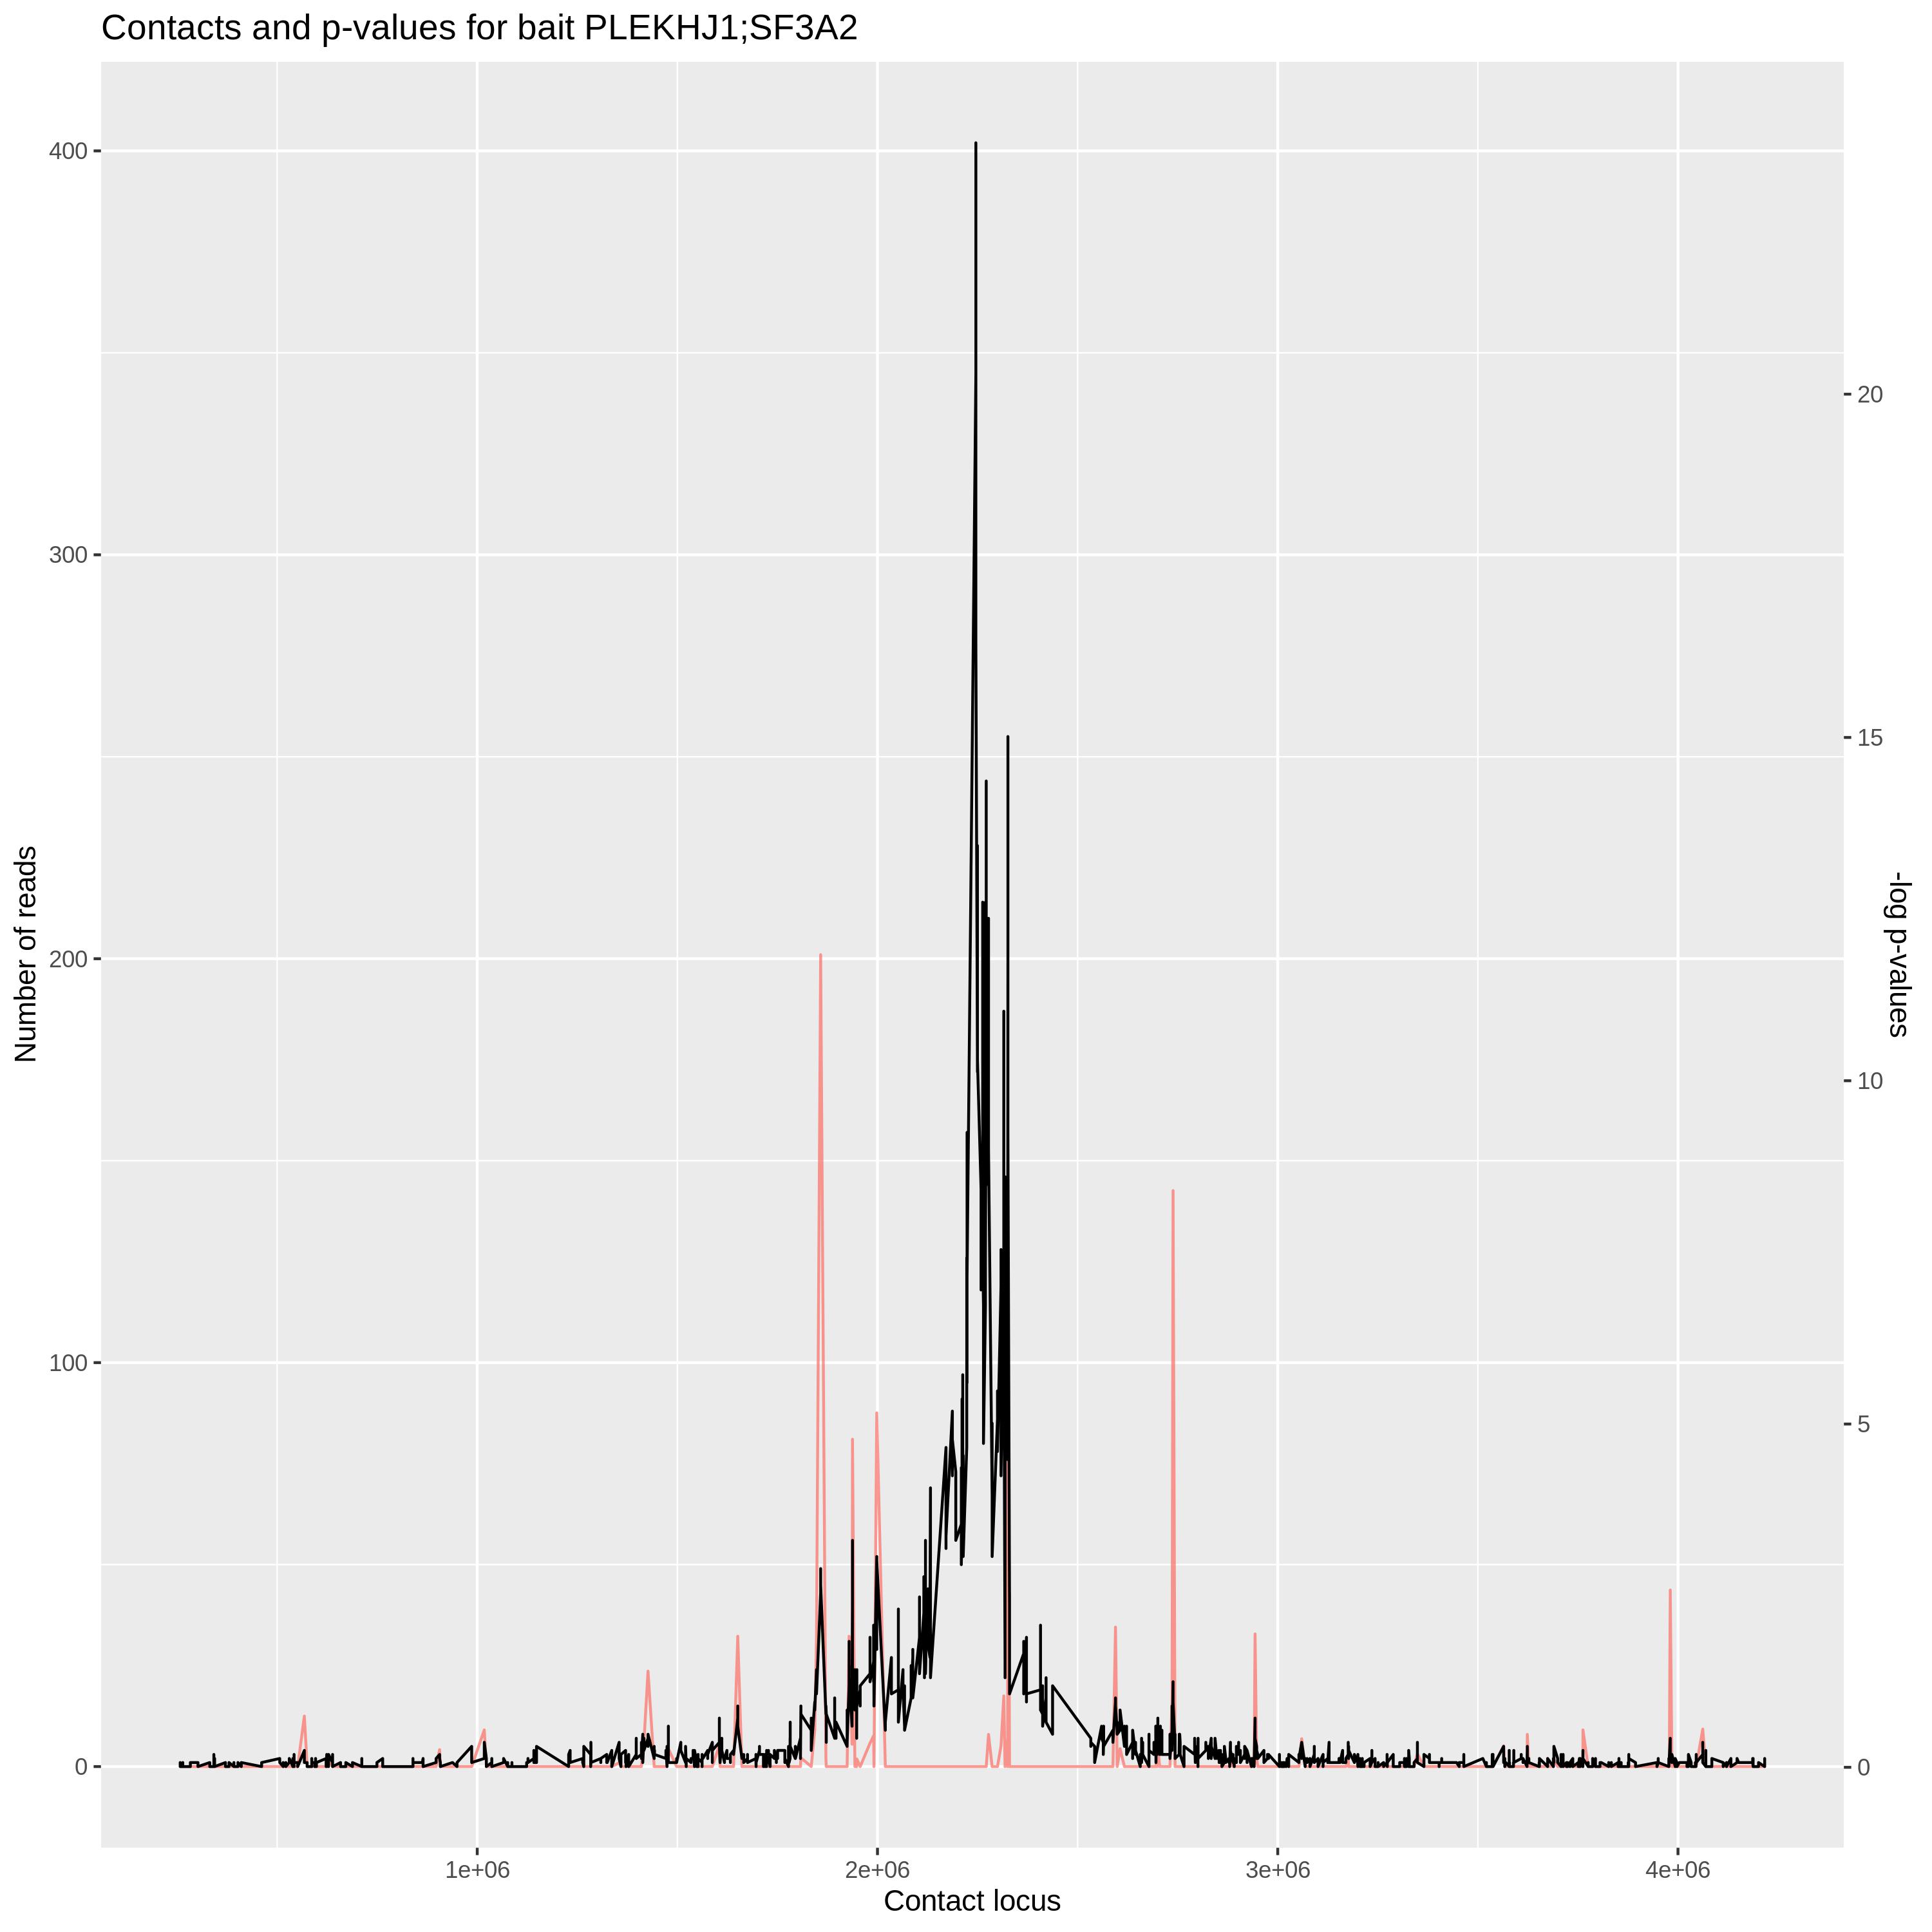 Contacts and p-values for bait PLEKHJ1;SF3A2
400
300
200
100
0
Number of reads
20
15
10
5
0
-log p-values
1e+06
2e+06
3e+06
4e+06
Contact locus